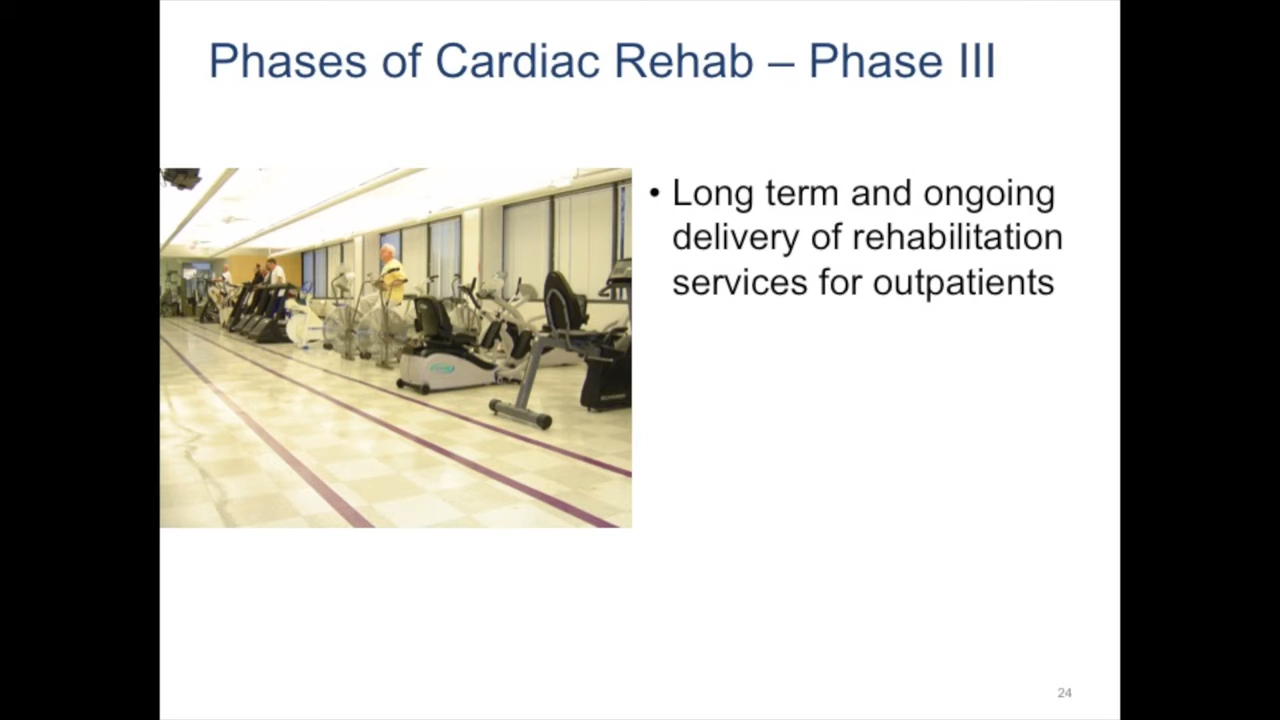 Phases of Cardiac Rehab – Phase III
• Long term and ongoing
delivery of rehabilitation
services for outpatients
24